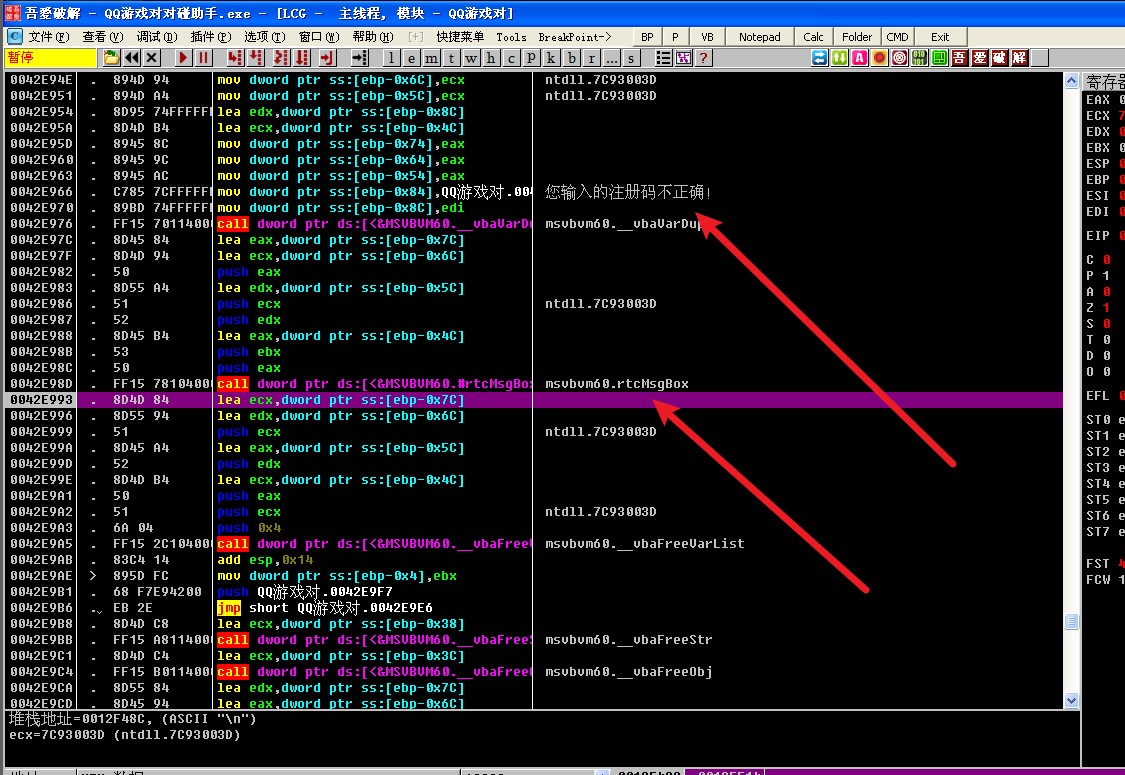 吾爱破解 - QQ游戏对对碰助手.exe - [LCG - 主线程, 模块 - QQ游戏对]
文件(F) 查看(V) 调试(D) 插件(P) 选项(T) 窗口(W) 帮助(H) [+] 快捷菜单 Tools BreakPoint-> BP P VB Notepad Calc Folder CMD Exit
暂停 l e m t w h c p k b r ... s ? A 吾 爱 破 解
0042E94E . 894D 94 mov dword ptr ss:[ebp-0x6C],ecx ntdll.7C93003D
0042E951 . 894D A4 mov dword ptr ss:[ebp-0x5C],ecx ntdll.7C93003D
0042E954 . 8D95 74FFFFFF lea edx,dword ptr ss:[ebp-0x8C]
0042E95A . 8D4D B4 lea ecx,dword ptr ss:[ebp-0x4C]
0042E95D . 8945 8C mov dword ptr ss:[ebp-0x74],eax
0042E960 . 8945 9C mov dword ptr ss:[ebp-0x64],eax
0042E963 . 8945 AC mov dword ptr ss:[ebp-0x54],eax
0042E966 . C785 7CFFFFFF mov dword ptr ss:[ebp-0x84],QQ游戏对.004 您输入的注册码不正确!
0042E970 . 89BD 74FFFFFF mov dword ptr ss:[ebp-0x8C],edi
0042E976 . FF15 70114000 call dword ptr ds:[<&MSVBVM60.__vbaVarDu msvbvm60.__vbaVarDup
0042E97C . 8D45 84 lea eax,dword ptr ss:[ebp-0x7C]
0042E97F . 8D4D 94 lea ecx,dword ptr ss:[ebp-0x6C]
0042E982 . 50 push eax
0042E983 . 8D55 A4 lea edx,dword ptr ss:[ebp-0x5C]
0042E986 . 51 push ecx ntdll.7C93003D
0042E987 . 52 push edx
0042E988 . 8D45 B4 lea eax,dword ptr ss:[ebp-0x4C]
0042E98B . 53 push ebx
0042E98C . 50 push eax
0042E98D . FF15 78104000 call dword ptr ds:[<&MSVBVM60.#rtcMsgBox msvbvm60.rtcMsgBox
0042E993 . 8D4D 84 lea ecx,dword ptr ss:[ebp-0x7C]
0042E996 . 8D55 94 lea edx,dword ptr ss:[ebp-0x6C]
0042E999 . 51 push ecx ntdll.7C93003D
0042E99A . 8D45 A4 lea eax,dword ptr ss:[ebp-0x5C]
0042E99D . 52 push edx
0042E99E . 8D4D B4 lea ecx,dword ptr ss:[ebp-0x4C]
0042E9A1 . 50 push eax
0042E9A2 . 51 push ecx ntdll.7C93003D
0042E9A3 . 6A 04 push 0x4
0042E9A5 . FF15 2C104000 call dword ptr ds:[<&MSVBVM60.__vbaFreeV msvbvm60.__vbaFreeVarList
0042E9AB . 83C4 14 add esp,0x14
0042E9AE > 895D FC mov dword ptr ss:[ebp-0x4],ebx
0042E9B1 . 68 F7E94200 push QQ游戏对.0042E9F7
0042E9B6 . EB 2E jmp short QQ游戏对.0042E9E6
0042E9B8 . 8D4D C8 lea ecx,dword ptr ss:[ebp-0x38]
0042E9BB . FF15 A8114000 call dword ptr ds:[<&MSVBVM60.__vbaFreeS msvbvm60.__vbaFreeStr
0042E9C1 . 8D4D C4 lea ecx,dword ptr ss:[ebp-0x3C]
0042E9C4 . FF15 B0114000 call dword ptr ds:[<&MSVBVM60.__vbaFreeO msvbvm60.__vbaFreeObj
0042E9CA . 8D55 84 lea edx,dword ptr ss:[ebp-0x7C]
0042E9CD . 8D45 94 lea eax,dword ptr ss:[ebp-0x6C]
堆栈地址=0012F48C, (ASCII "\n")
ecx=7C93003D (ntdll.7C93003D)
寄存器
EAX 0
ECX 7
EDX 0
EBX 0
ESP 0
EBP 0
ESI 0
EDI 0
EIP 0
C 0
P 1
A 0
Z 1
S 0
T 0
D 0
O 0
EFL 0
ST0 e
ST1 e
ST2 e
ST3 e
ST4 e
ST5 e
ST6 e
ST7 e
FST 4
FCW 1